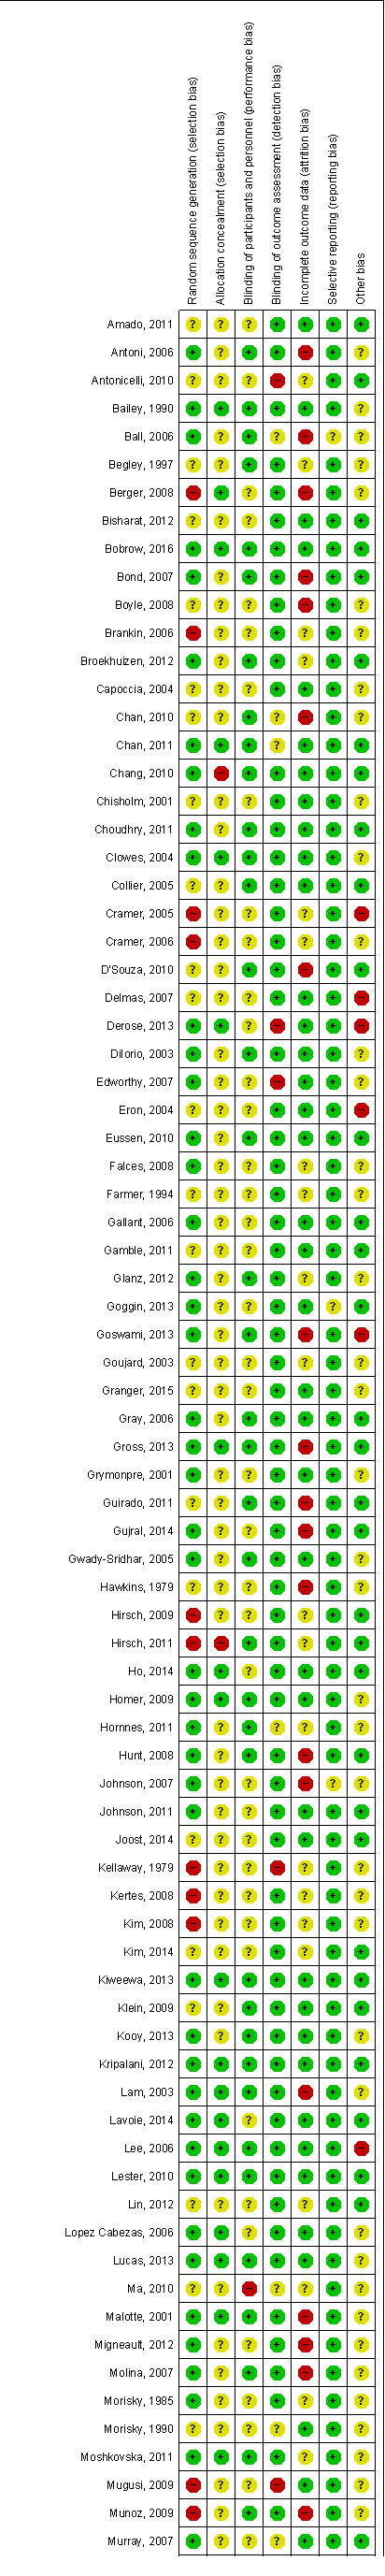 Random sequence generation (selection bias)
Allocation concealment (selection bias)
Blinding of participants and personnel (performance bias)
Blinding of outcome assessment (detection bias)
Incomplete outcome data (attrition bias)
Selective reporting (reporting bias)
Other bias
Amado, 2011
Antoni, 2006
Antonicelli, 2010
Bailey, 1990
Ball, 2006
Begley, 1997
Berger, 2008
Bisharat, 2012
Bobrow, 2016
Bond, 2007
Boyle, 2008
Brankin, 2006
Broekhuizen, 2012
Capoccia, 2004
Chan, 2010
Chan, 2011
Chang, 2010
Chisholm, 2001
Choudhry, 2011
Clowes, 2004
Collier, 2005
Cramer, 2005
Cramer, 2006
D'Souza, 2010
Delmas, 2007
Derose, 2013
DiIorio, 2003
Edworthy, 2007
Eron, 2004
Eussen, 2010
Falces, 2008
Farmer, 1994
Gallant, 2006
Gamble, 2011
Glanz, 2012
Goggin, 2013
Goswami, 2013
Goujard, 2003
Granger, 2015
Gray, 2006
Gross, 2013
Grymonpre, 2001
Guirado, 2011
Gujral, 2014
Gwady-Sridhar, 2005
Hawkins, 1979
Hirsch, 2009
Hirsch, 2011
Ho, 2014
Homer, 2009
Hornnes, 2011
Hunt, 2008
Johnson, 2007
Johnson, 2011
Joost, 2014
Kellaway, 1979
Kertes, 2008
Kim, 2008
Kim, 2014
Kiweewa, 2013
Klein, 2009
Kooy, 2013
Kripalani, 2012
Lam, 2003
Lavoie, 2014
Lee, 2006
Lester, 2010
Lin, 2012
Lopez Cabezas, 2006
Lucas, 2013
Ma, 2010
Malotte, 2001
Migneault, 2012
Molina, 2007
Morisky, 1985
Morisky, 1990
Moshkovska, 2011
Mugusi, 2009
Munoz, 2009
Murray, 2007